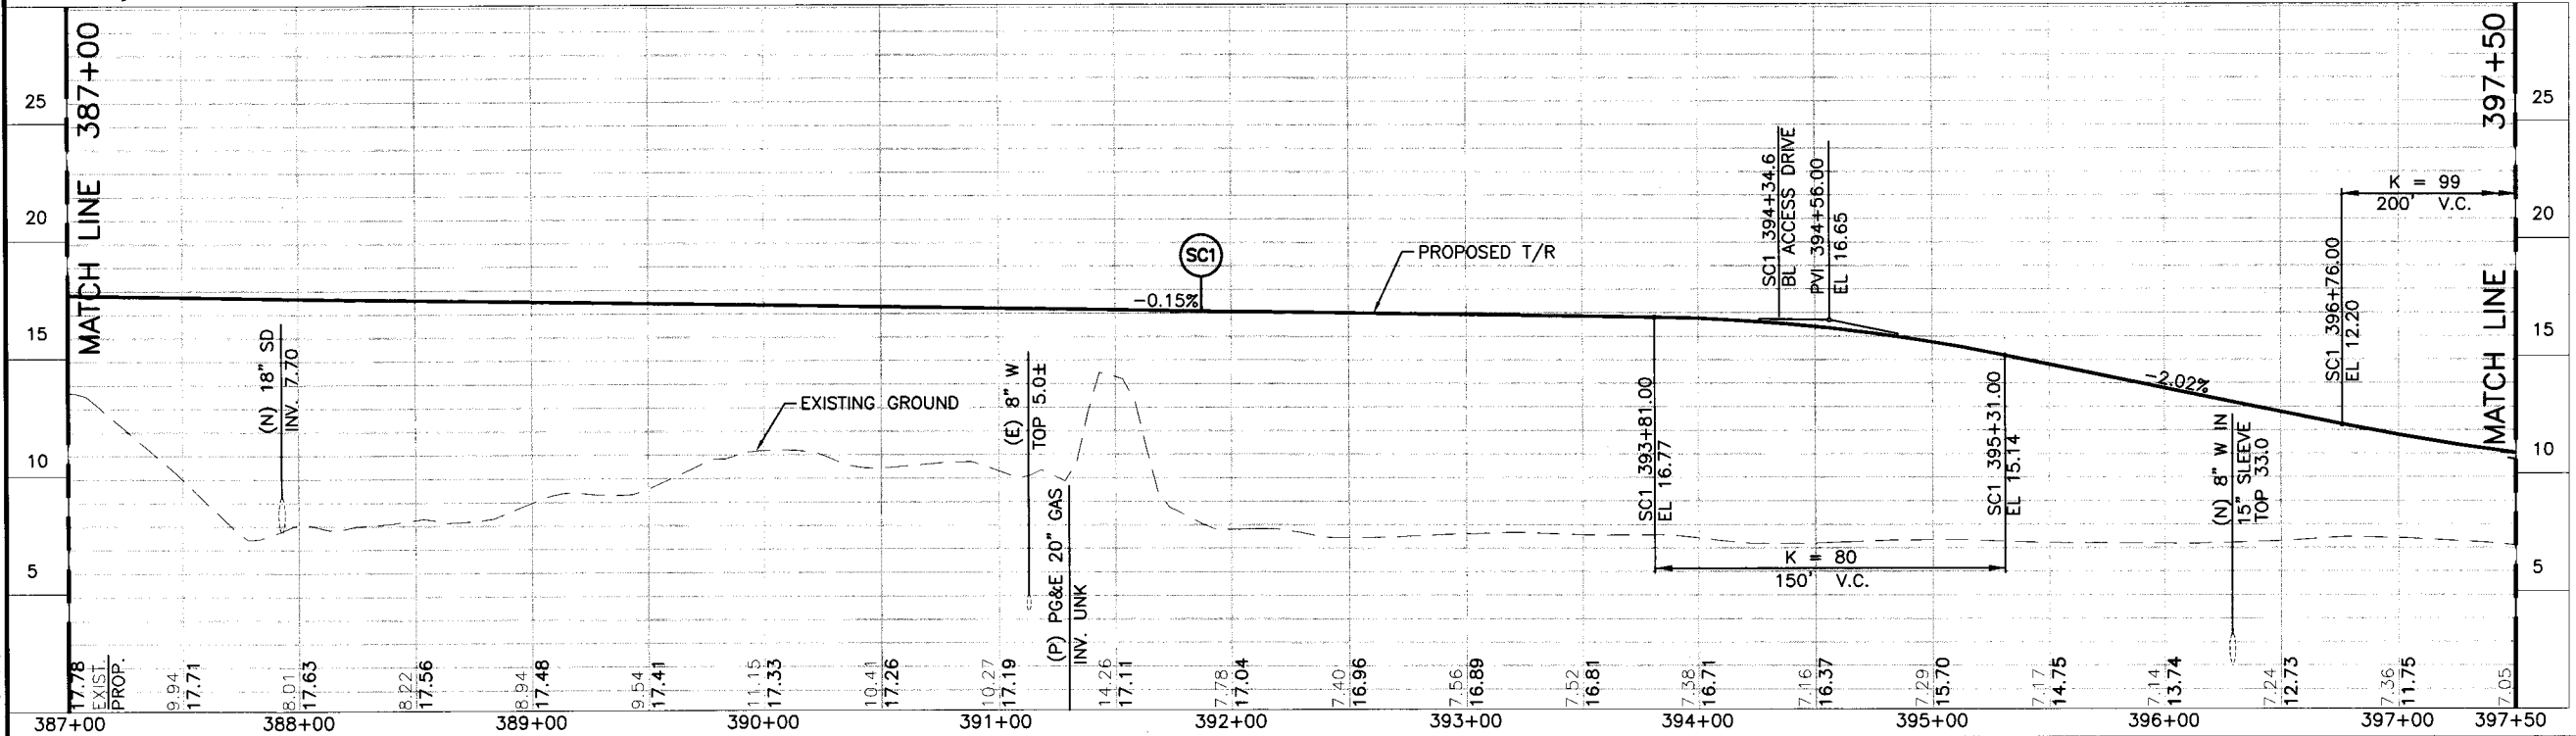 MATCH LINE 387+00
MATCH LINE 397+50
25
20
15
10
5
25
20
15
10
5
(N) 18" SD
INV. 7.70
EXISTING GROUND
(E) 8" W
TOP 5.0±
(P) PG&E 20" GAS
INV. UNK
SC1
-0.15%
PROPOSED T/R
SC1 394+34.6
BL ACCESS DRIVE
PVI 394+56.00
EL 16.65
SC1 393+81.00
EL 16.77
K = 80
150' V.C.
SC1 395+31.00
EL 15.14
-2.02%
(N) 8" W IN
15" SLEEVE
TOP 33.0
SC1 396+76.00
EL 12.20
K = 99
200' V.C.
17.78
EXIST.
PROP.
9.94
17.71
8.01
17.63
8.22
17.56
8.94
17.48
9.54
17.41
11.15
17.33
10.41
17.26
10.27
17.19
14.26
17.11
7.78
17.04
7.40
16.96
7.56
16.89
7.52
16.81
7.38
16.71
7.16
16.37
7.29
15.70
7.17
14.75
7.14
13.74
7.24
12.73
7.36
11.75
7.05
387+00
388+00
389+00
390+00
391+00
392+00
393+00
394+00
395+00
396+00
397+00
397+50